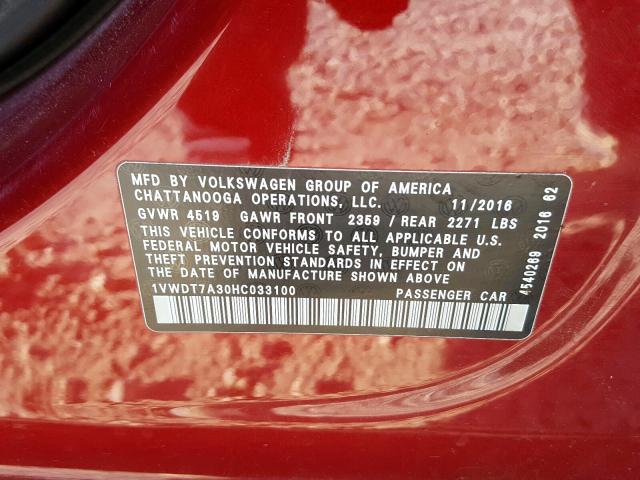 MFD BY VOLKSWAGEN GROUP OF AMERICA
CHATTANOOGA OPERATIONS, LLC. 11/2016
GVWR 4519 GAWR FRONT 2359 / REAR 2271 LBS
THIS VEHICLE CONFORMS TO ALL APPLICABLE U.S.
FEDERAL MOTOR VEHICLE SAFETY, BUMPER AND
THEFT PREVENTION STANDARDS IN EFFECT ON
THE DATE OF MANUFACTURE SHOWN ABOVE
1VWDT7A30HC033100 PASSENGER CAR
4540269 2016 62